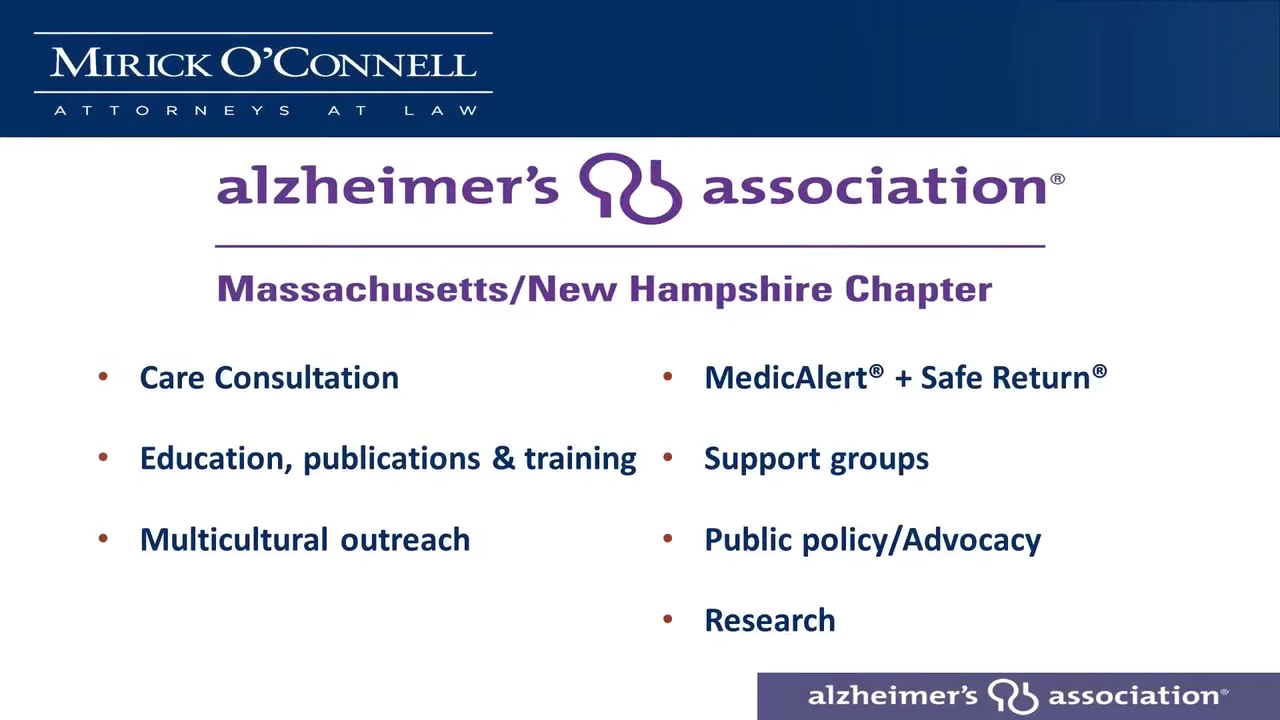 MIRICK O'CONNELL
ATTORNEYS AT LAW
alzheimer's association®
Massachusetts/New Hampshire Chapter
• Care Consultation
• Education, publications & training
• Multicultural outreach
• MedicAlert® + Safe Return®
• Support groups
• Public policy/Advocacy
• Research
alzheimer's association®